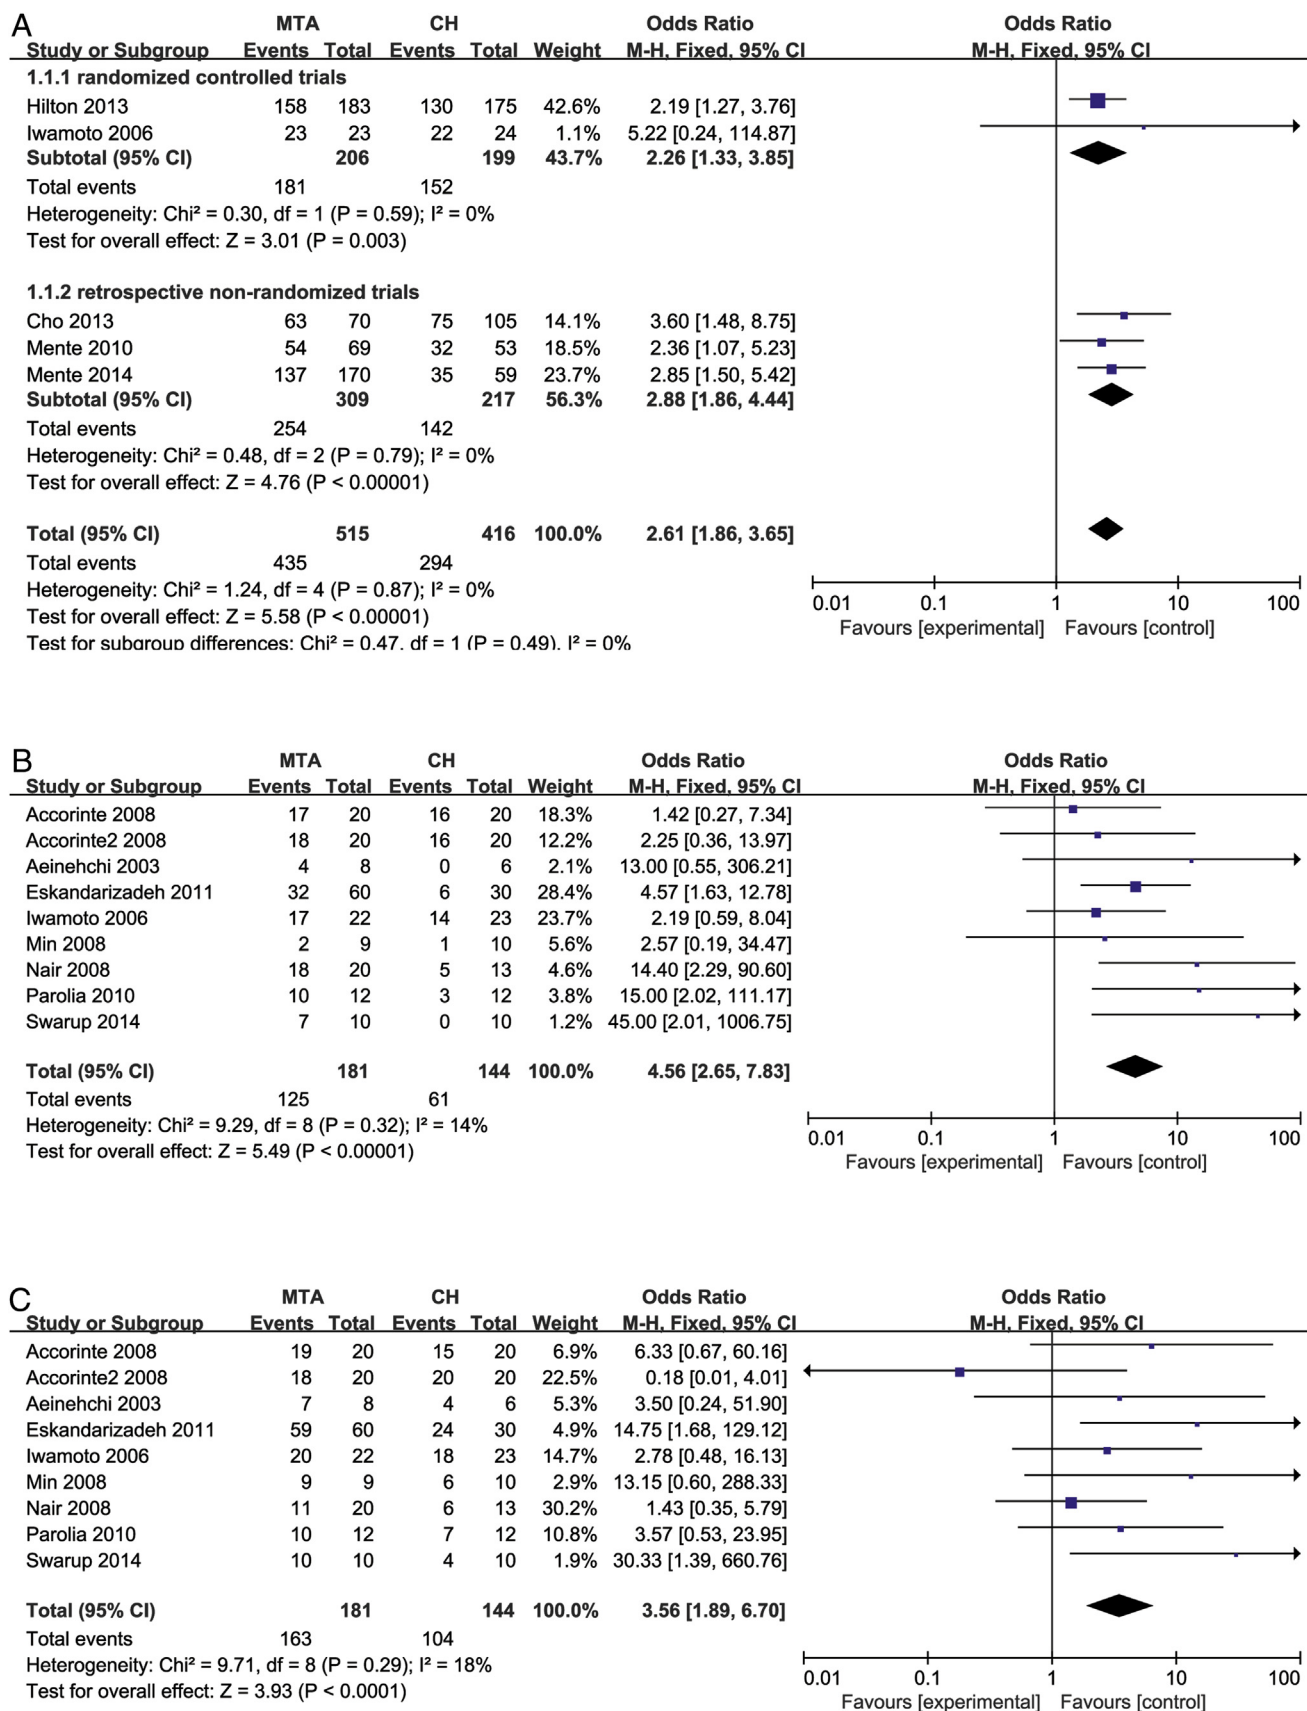 A
MTA CH Odds Ratio Odds Ratio
Study or Subgroup Events Total Events Total Weight M-H, Fixed, 95% CI M-H, Fixed, 95% CI
1.1.1 randomized controlled trials
Hilton 2013 158 183 130 175 42.6% 2.19 [1.27, 3.76]
Iwamoto 2006 23 23 22 24 1.1% 5.22 [0.24, 114.87]
Subtotal (95% CI) 206 199 43.7% 2.26 [1.33, 3.85]
Total events 181 152
Heterogeneity: Chi² = 0.30, df = 1 (P = 0.59); I² = 0%
Test for overall effect: Z = 3.01 (P = 0.003)
1.1.2 retrospective non-randomized trials
Cho 2013 63 70 75 105 14.1% 3.60 [1.48, 8.75]
Mente 2010 54 69 32 53 18.5% 2.36 [1.07, 5.23]
Mente 2014 137 170 35 59 23.7% 2.85 [1.50, 5.42]
Subtotal (95% CI) 309 217 56.3% 2.88 [1.86, 4.44]
Total events 254 142
Heterogeneity: Chi² = 0.48, df = 2 (P = 0.79); I² = 0%
Test for overall effect: Z = 4.76 (P < 0.00001)
Total (95% CI) 515 416 100.0% 2.61 [1.86, 3.65]
Total events 435 294
Heterogeneity: Chi² = 1.24, df = 4 (P = 0.87); I² = 0%
Test for overall effect: Z = 5.58 (P < 0.00001)
Test for subgroup differences: Chi² = 0.47, df = 1 (P = 0.49), I² = 0%
0.01 0.1 1 10 100
Favours [experimental] Favours [control]
B
MTA CH Odds Ratio Odds Ratio
Study or Subgroup Events Total Events Total Weight M-H, Fixed, 95% CI M-H, Fixed, 95% CI
Accorinte 2008 17 20 16 20 18.3% 1.42 [0.27, 7.34]
Accorinte2 2008 18 20 16 20 12.2% 2.25 [0.36, 13.97]
Aeinehchi 2003 4 8 0 6 2.1% 13.00 [0.55, 306.21]
Eskandarizadeh 2011 32 60 6 30 28.4% 4.57 [1.63, 12.78]
Iwamoto 2006 17 22 14 23 23.7% 2.19 [0.59, 8.04]
Min 2008 2 9 1 10 5.6% 2.57 [0.19, 34.47]
Nair 2008 18 20 5 13 4.6% 14.40 [2.29, 90.60]
Parolia 2010 10 12 3 12 3.8% 15.00 [2.02, 111.17]
Swarup 2014 7 10 0 10 1.2% 45.00 [2.01, 1006.75]
Total (95% CI) 181 144 100.0% 4.56 [2.65, 7.83]
Total events 125 61
Heterogeneity: Chi² = 9.29, df = 8 (P = 0.32); I² = 14%
Test for overall effect: Z = 5.49 (P < 0.00001)
0.01 0.1 1 10 100
Favours [experimental] Favours [control]
C
MTA CH Odds Ratio Odds Ratio
Study or Subgroup Events Total Events Total Weight M-H, Fixed, 95% CI M-H, Fixed, 95% CI
Accorinte 2008 19 20 15 20 6.9% 6.33 [0.67, 60.16]
Accorinte2 2008 18 20 20 20 22.5% 0.18 [0.01, 4.01]
Aeinehchi 2003 7 8 4 6 5.3% 3.50 [0.24, 51.90]
Eskandarizadeh 2011 59 60 24 30 4.9% 14.75 [1.68, 129.12]
Iwamoto 2006 20 22 18 23 14.7% 2.78 [0.48, 16.13]
Min 2008 9 9 6 10 2.9% 13.15 [0.60, 288.33]
Nair 2008 11 20 6 13 30.2% 1.43 [0.35, 5.79]
Parolia 2010 10 12 7 12 10.8% 3.57 [0.53, 23.95]
Swarup 2014 10 10 4 10 1.9% 30.33 [1.39, 660.76]
Total (95% CI) 181 144 100.0% 3.56 [1.89, 6.70]
Total events 163 104
Heterogeneity: Chi² = 9.71, df = 8 (P = 0.29); I² = 18%
Test for overall effect: Z = 3.93 (P < 0.0001)
0.01 0.1 1 10 100
Favours [experimental] Favours [control]